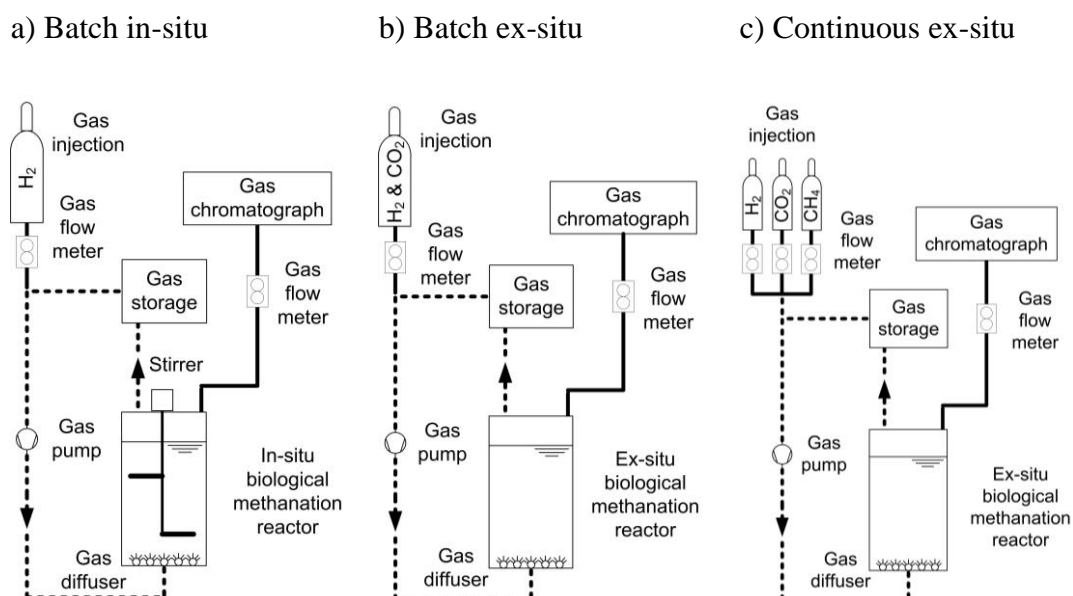 a) Batch in-situ
b) Batch ex-situ
c) Continuous ex-situ
Gas
injection
H2
Gas
flow
meter
Gas
chromatograph
Gas
storage
Gas
flow
meter
Stirrer
Gas
pump
In-situ
biological
methanation
reactor
Gas
diffuser
Gas
injection
H2 & CO2
Gas
flow
meter
Gas
chromatograph
Gas
storage
Gas
flow
meter
Gas
pump
Ex-situ
biological
methanation
reactor
Gas
diffuser
Gas
injection
H2
CO2
CH4
Gas
flow
meter
Gas
chromatograph
Gas
storage
Gas
flow
meter
Gas
pump
Ex-situ
biological
methanation
reactor
Gas
diffuser